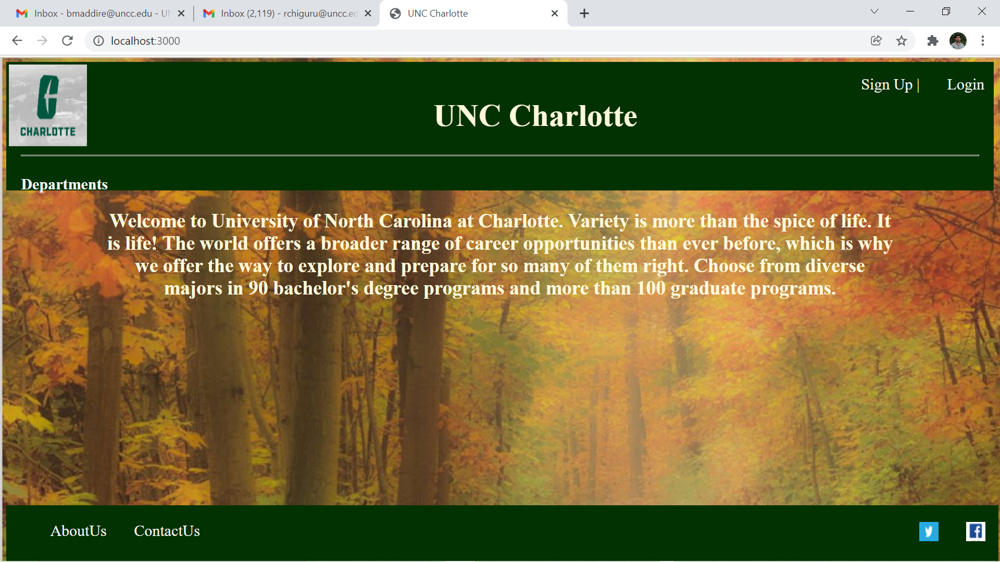 Inbox - bmaddire@uncc.edu - UN
Inbox (2,119) - rchiguru@uncc.ed
UNC Charlotte
localhost:3000
CHARLOTTE
Sign Up |
Login
UNC Charlotte
Departments
Welcome to University of North Carolina at Charlotte. Variety is more than the spice of life. It
is life! The world offers a broader range of career opportunities than ever before, which is why
we offer the way to explore and prepare for so many of them right. Choose from diverse
majors in 90 bachelor's degree programs and more than 100 graduate programs.
AboutUs
ContactUs